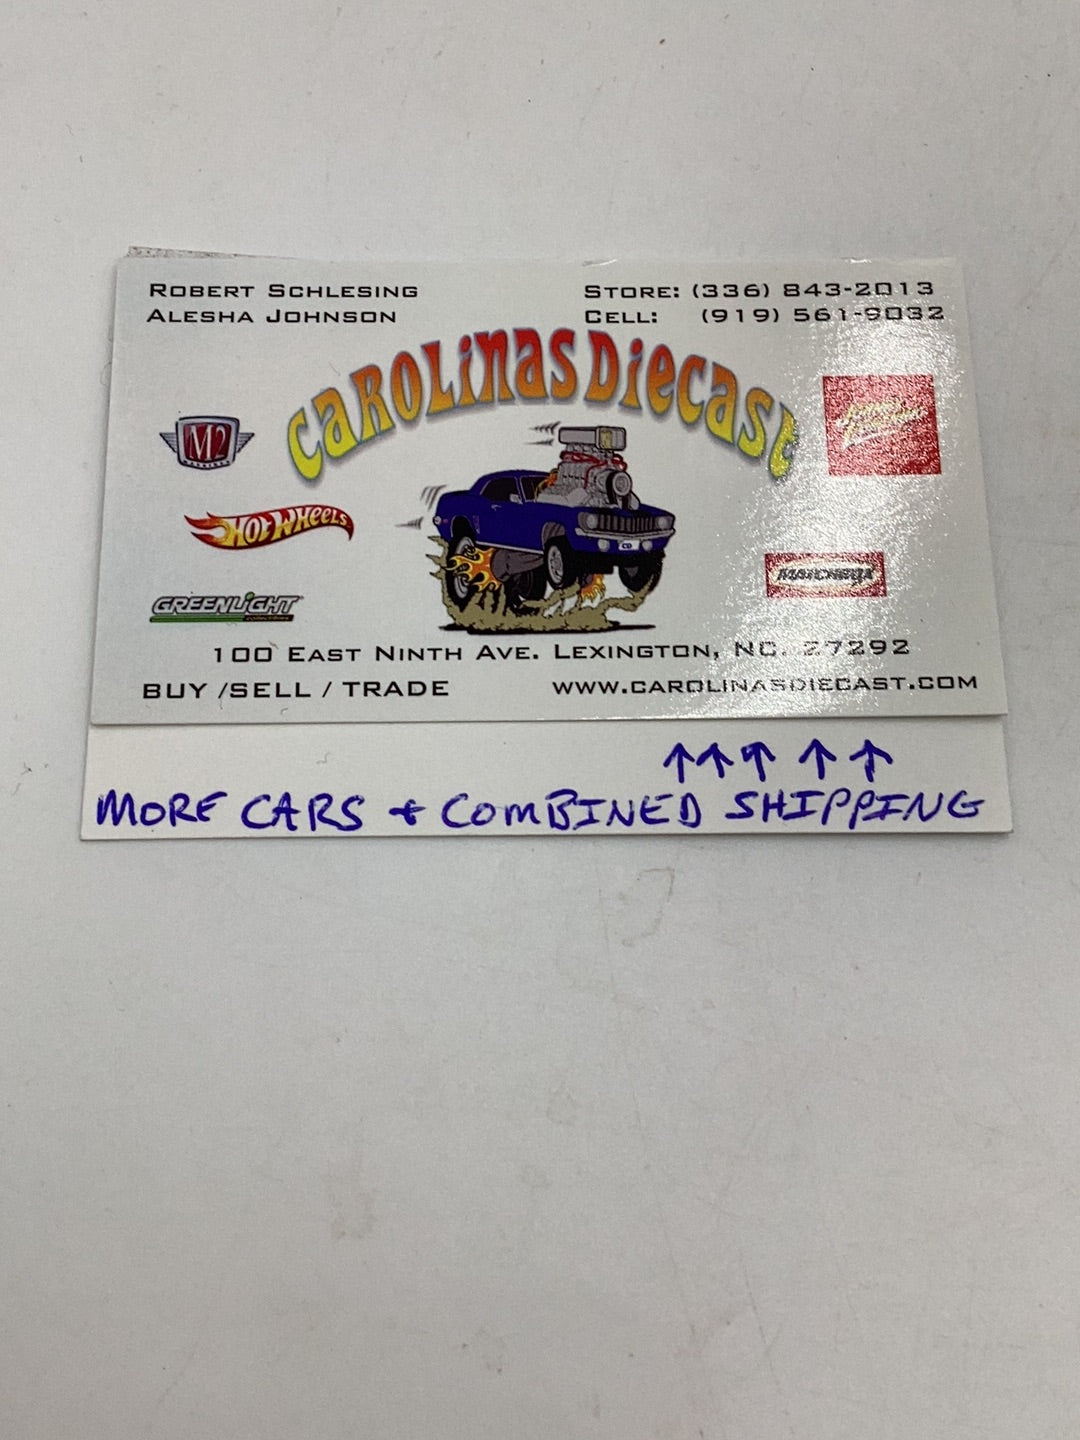 ROBERT SCHLESING
ALESHA JOHNSON
STORE: (336) 843-2013
CELL: (919) 561-9032
CAROLINAS DIECAST
M2
HOT WHEELS
GREENLIGHT
MATCHBOX
100 EAST NINTH AVE. LEXINGTON, NC. 27292
BUY /SELL / TRADE
WWW.CAROLINASDIECAST.COM
MORE CARS + COMBINED SHIPPING